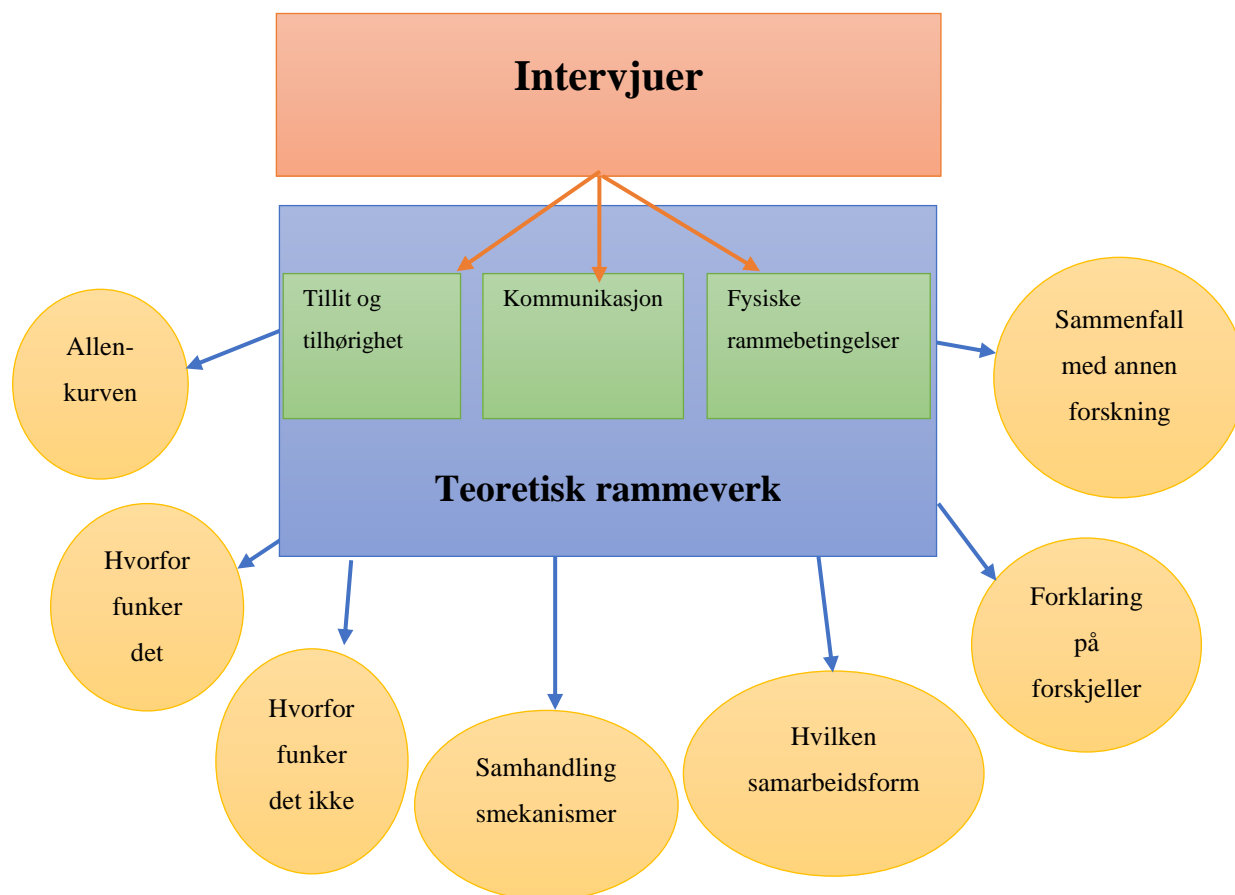 Intervjuer
Tillit og
tilhørighet
Kommunikasjon
Fysiske
rammebetingelser
Teoretisk rammeverk
Allen-
kurven
Sammenfall
med annen
forskning
Hvorfor
funker
det
Hvorfor
funker
det ikke
Samhandling
smekanismer
Hvilken
samarbeidsform
Forklaring
på
forskjeller